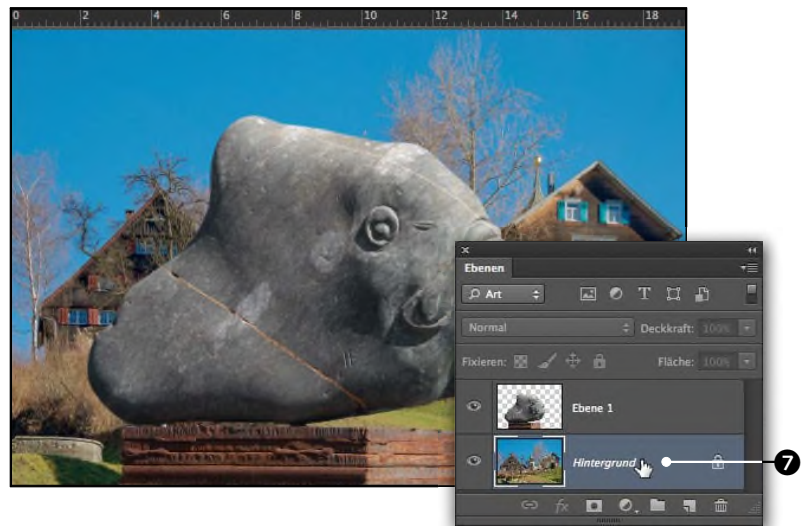 0 2 4 6 8 10 12 14 16 18
Ebenen
Art
Normal Deckkraft: 100%
Fixieren: Fläche: 100%
Ebene 1
Hintergrund
7